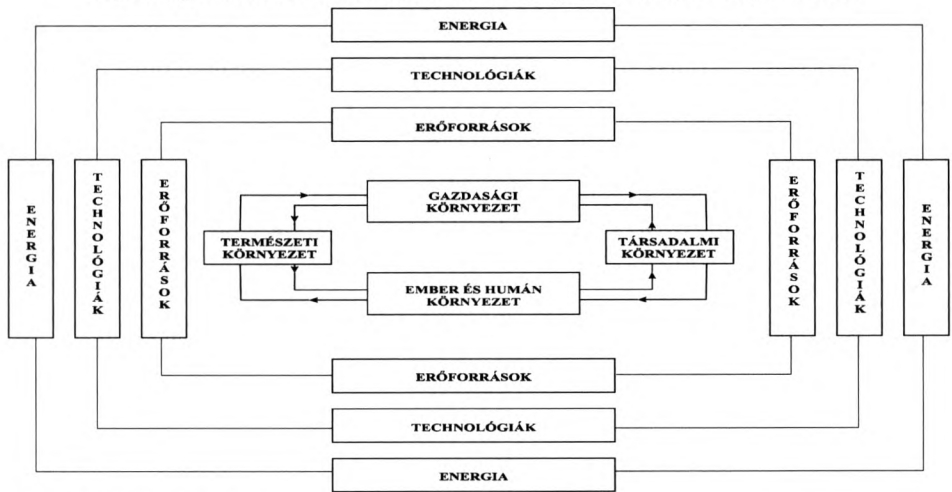 ENERGIA
TECHNOLÓGIÁK
ERŐFORRÁSOK
ENERGIA
TECHNOLÓGIÁK
ERŐFORRÁSOK
GAZDASÁGI
KÖRNYEZET
TERMÉSZETI
KÖRNYEZET
TÁRSADALMI
KÖRNYEZET
EMBER ÉS HUMÁN
KÖRNYEZET
ERŐFORRÁSOK
TECHNOLÓGIÁK
ENERGIA
ERŐFORRÁSOK
TECHNOLÓGIÁK
ENERGIA